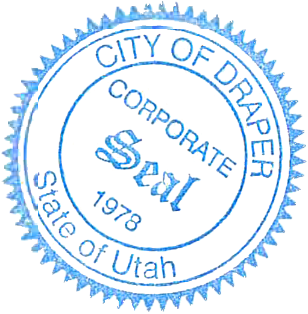 CITY OF DRAPER
CORPORATE
Seal
1978
State of Utah